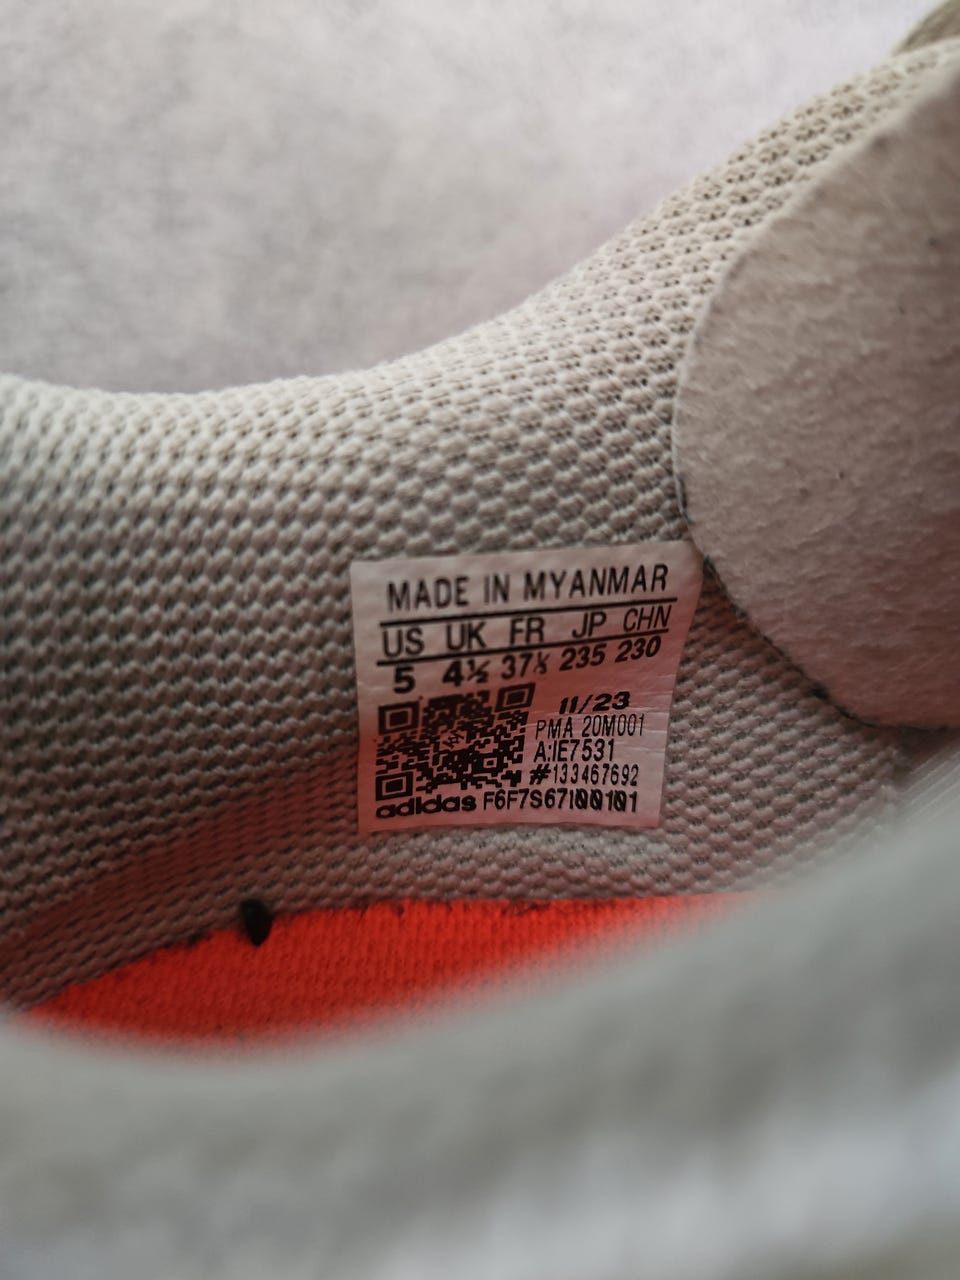 MADE IN MYANMAR
US UK FR JP CHN
5 4½ 37⅓ 235 230
11/23
PMA 20M001
A:IE7531
#133467692
adidas F6F7S67I00101